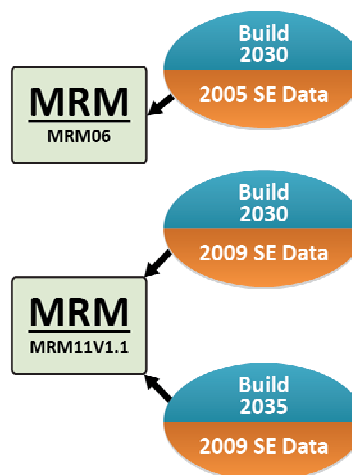 Build
2030
2005 SE Data
MRM
MRM06
Build
2030
2009 SE Data
MRM
MRM11V1.1
Build
2035
2009 SE Data